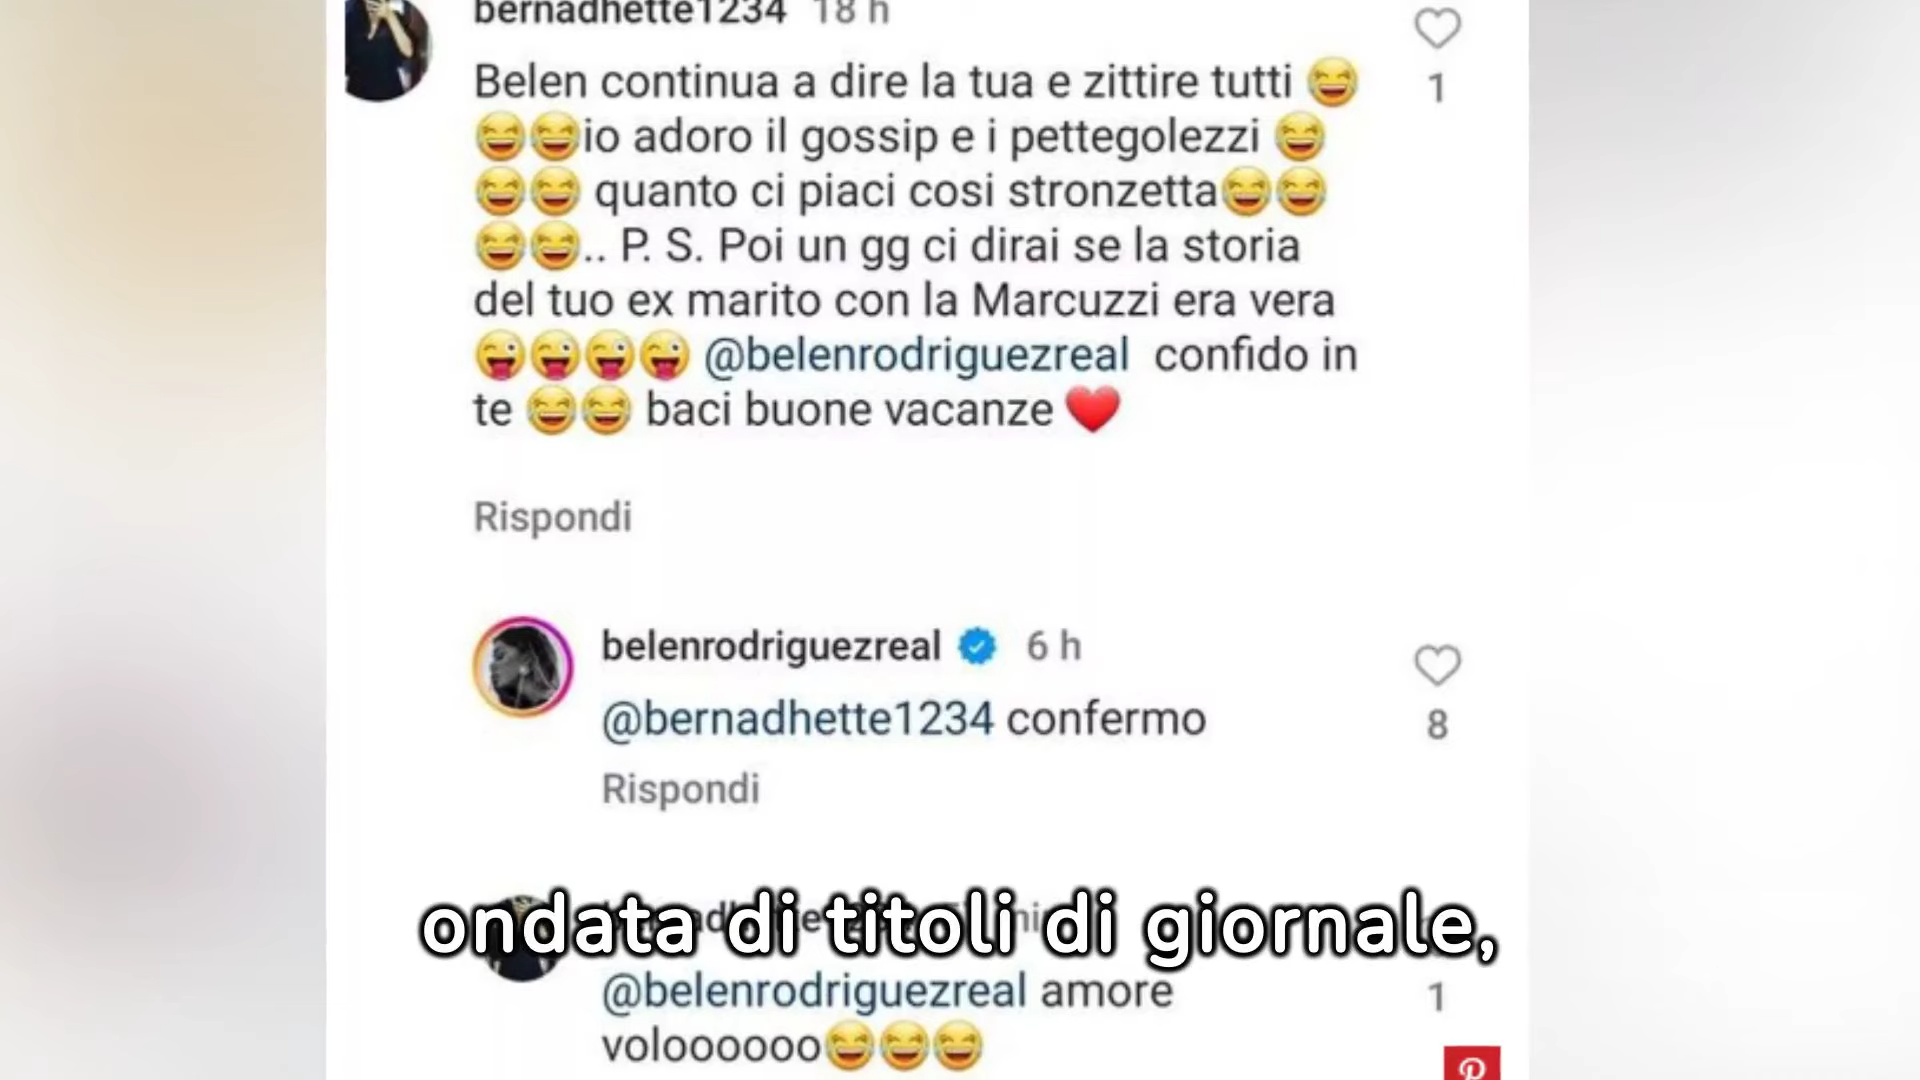 bernadhette1234 18 h
Belen continua a dire la tua e zittire tutti 😂
1
😂😂io adoro il gossip e i pettegolezzi 😂
😂😂 quanto ci piaci cosi stronzetta😂😂
😂😂.. P. S. Poi un gg ci dirai se la storia
del tuo ex marito con la Marcuzzi era vera
😜😜😜😜 @belenrodriguezreal confido in
te 😂😂 baci buone vacanze ❤️
Rispondi
belenrodriguezreal 6 h
@bernadhette1234 confermo
8
Rispondi
ondata di titoli di giornale,
@belenrodriguezreal amore
1
voloooooo😂😂😂